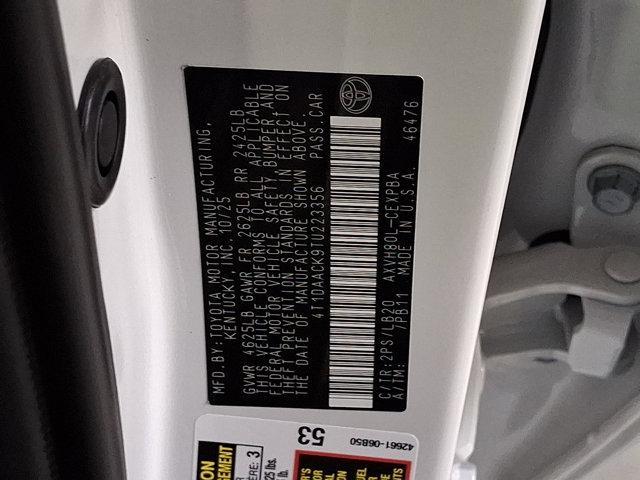 MFD.BY:TOYOTA MOTOR MANUFACTURING,
KENTUCKY, INC. 10/25
GVWR 4625LB GAWR FR 2625LB RR 2425LB
THIS VEHICLE CONFORMS TO ALL APPLICABLE
FEDERAL MOTOR VEHICLE SAFETY, BUMPER AND
THEFT PREVENTION STANDARDS IN EFFECT ON
THE DATE OF MANUFACTURE SHOWN ABOVE.
4T1DAACK9TU223356 PASS.CAR
C/TR:2PS/LB20 AXVH80L-CEXPBA
A/TM: /PB11 MADE IN U.S.A. 46476
53
42661-06B50